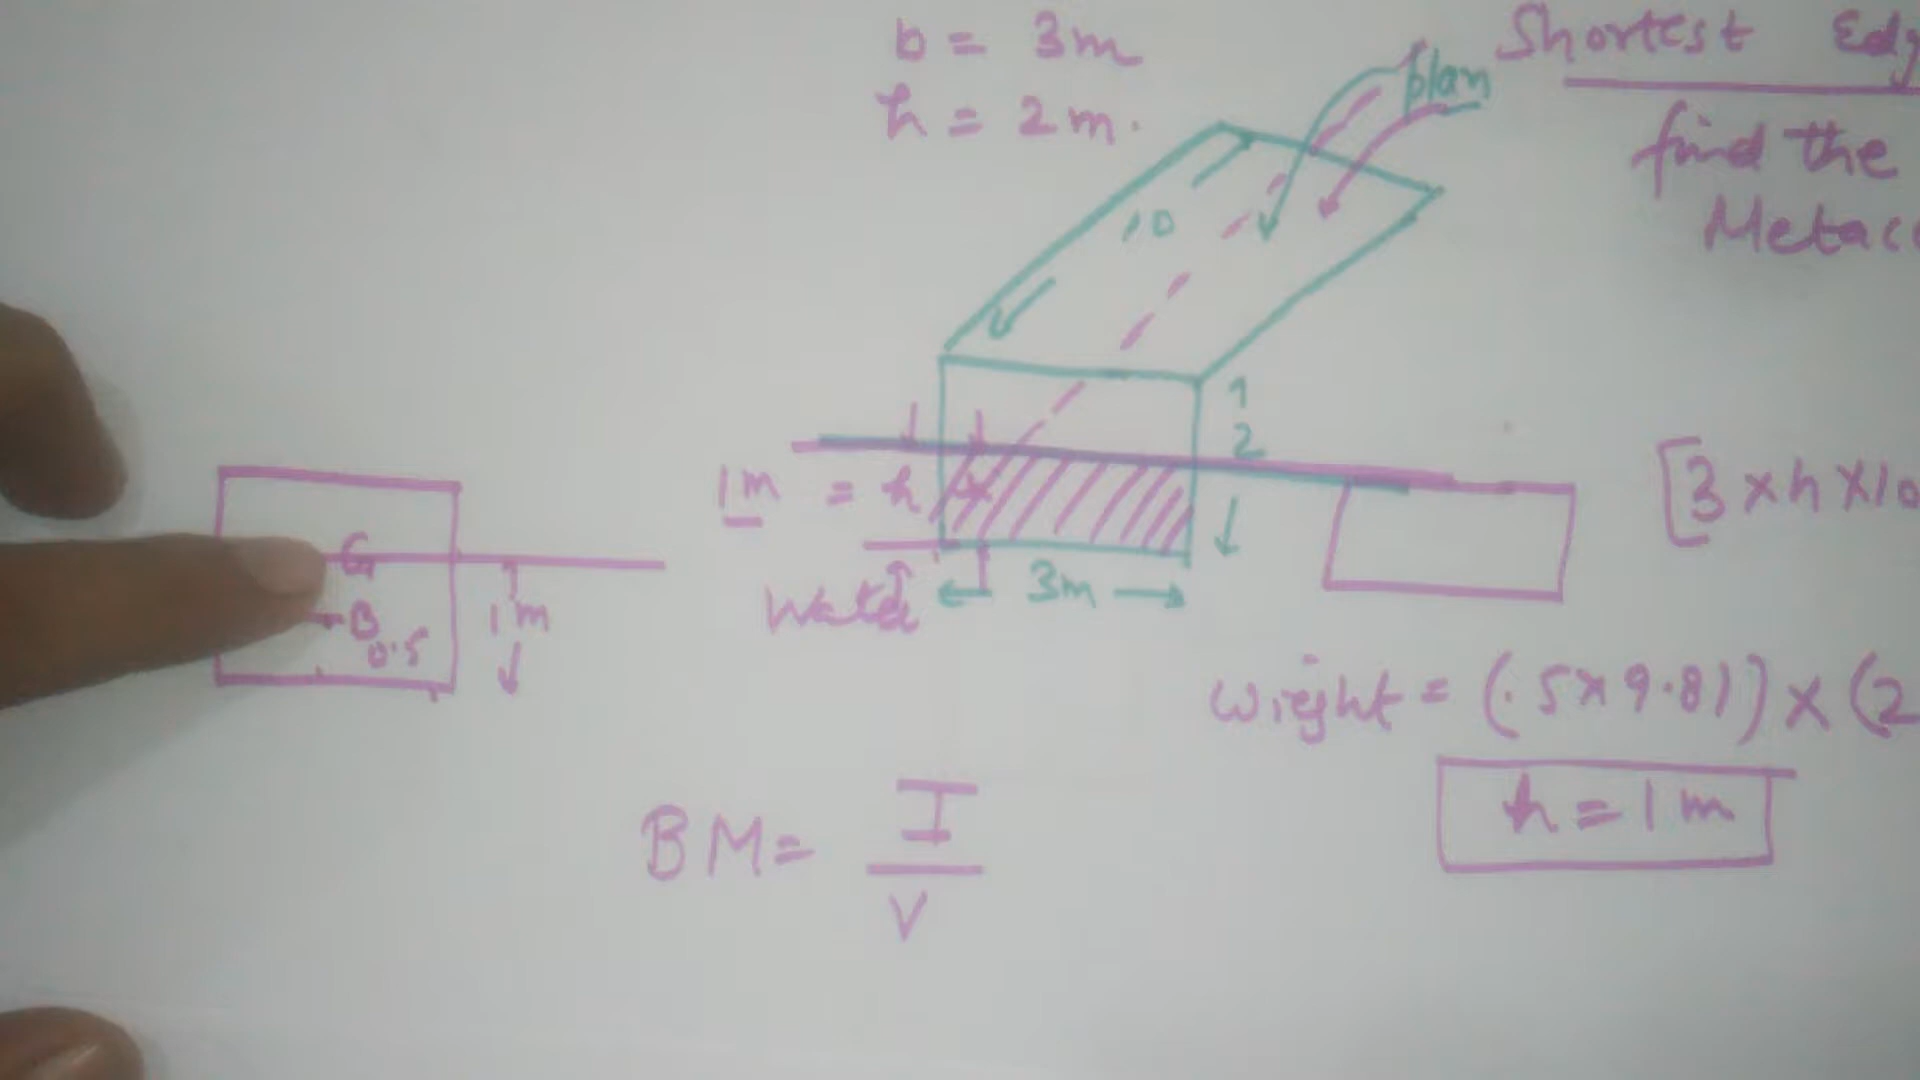 b = 3m
h = 2m.
Shortest Edg
find the
Metac
plan
10
1
2
1m = h
Water
3m
[3 x h x 10
G
B
0.5
1m
Wieght = (.5 x 9.81) x (2
h = 1m
BM = I
V